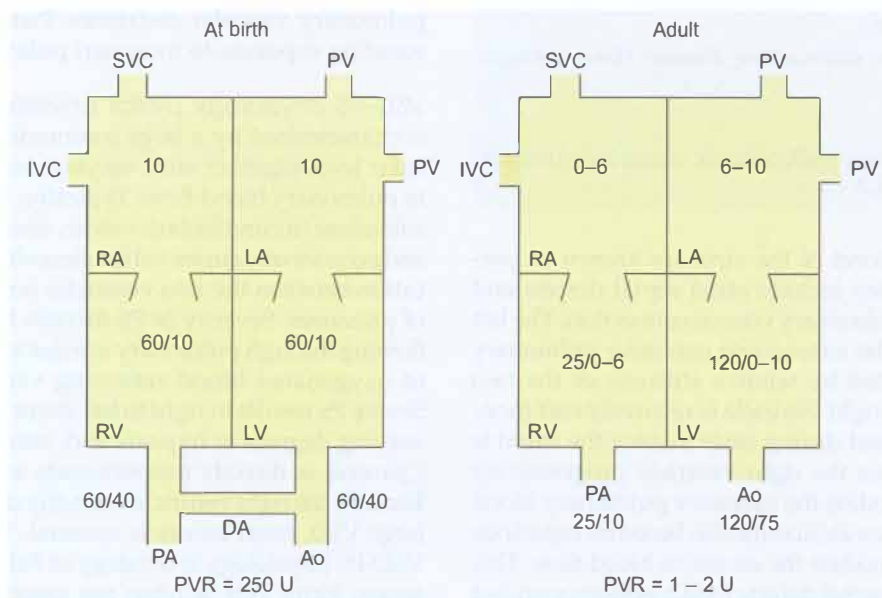 At birth
SVC PV
10 10
IVC PV
RA LA
60/10 60/10
RV LV
60/40 60/40
DA
PA Ao
PVR = 250 U
Adult
SVC PV
0–6 6–10
IVC PV
RA LA
25/0–6 120/0–10
RV LV
PA Ao
25/10 120/75
PVR = 1 – 2 U